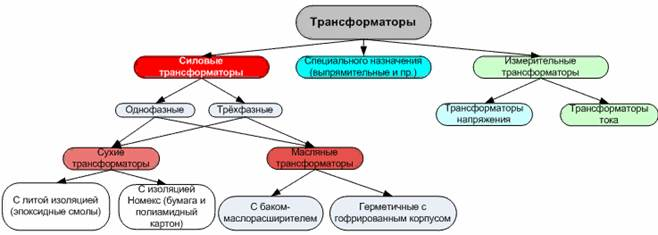 Трансформаторы
Силовые
трансформаторы
Специального назначения
(выпрямительные и пр.)
Измерительные
трансформаторы
Однофазные
Трёхфазные
Трансформаторы
напряжения
Трансформаторы
тока
Сухие
трансформаторы
Масляные
трансформаторы
С литой изоляцией
(эпоксидные смолы)
С изоляцией
Номекс (бумага и
полиамидный
картон)
С баком-
маслорасширителем
Герметичные с
гофрированным корпусом